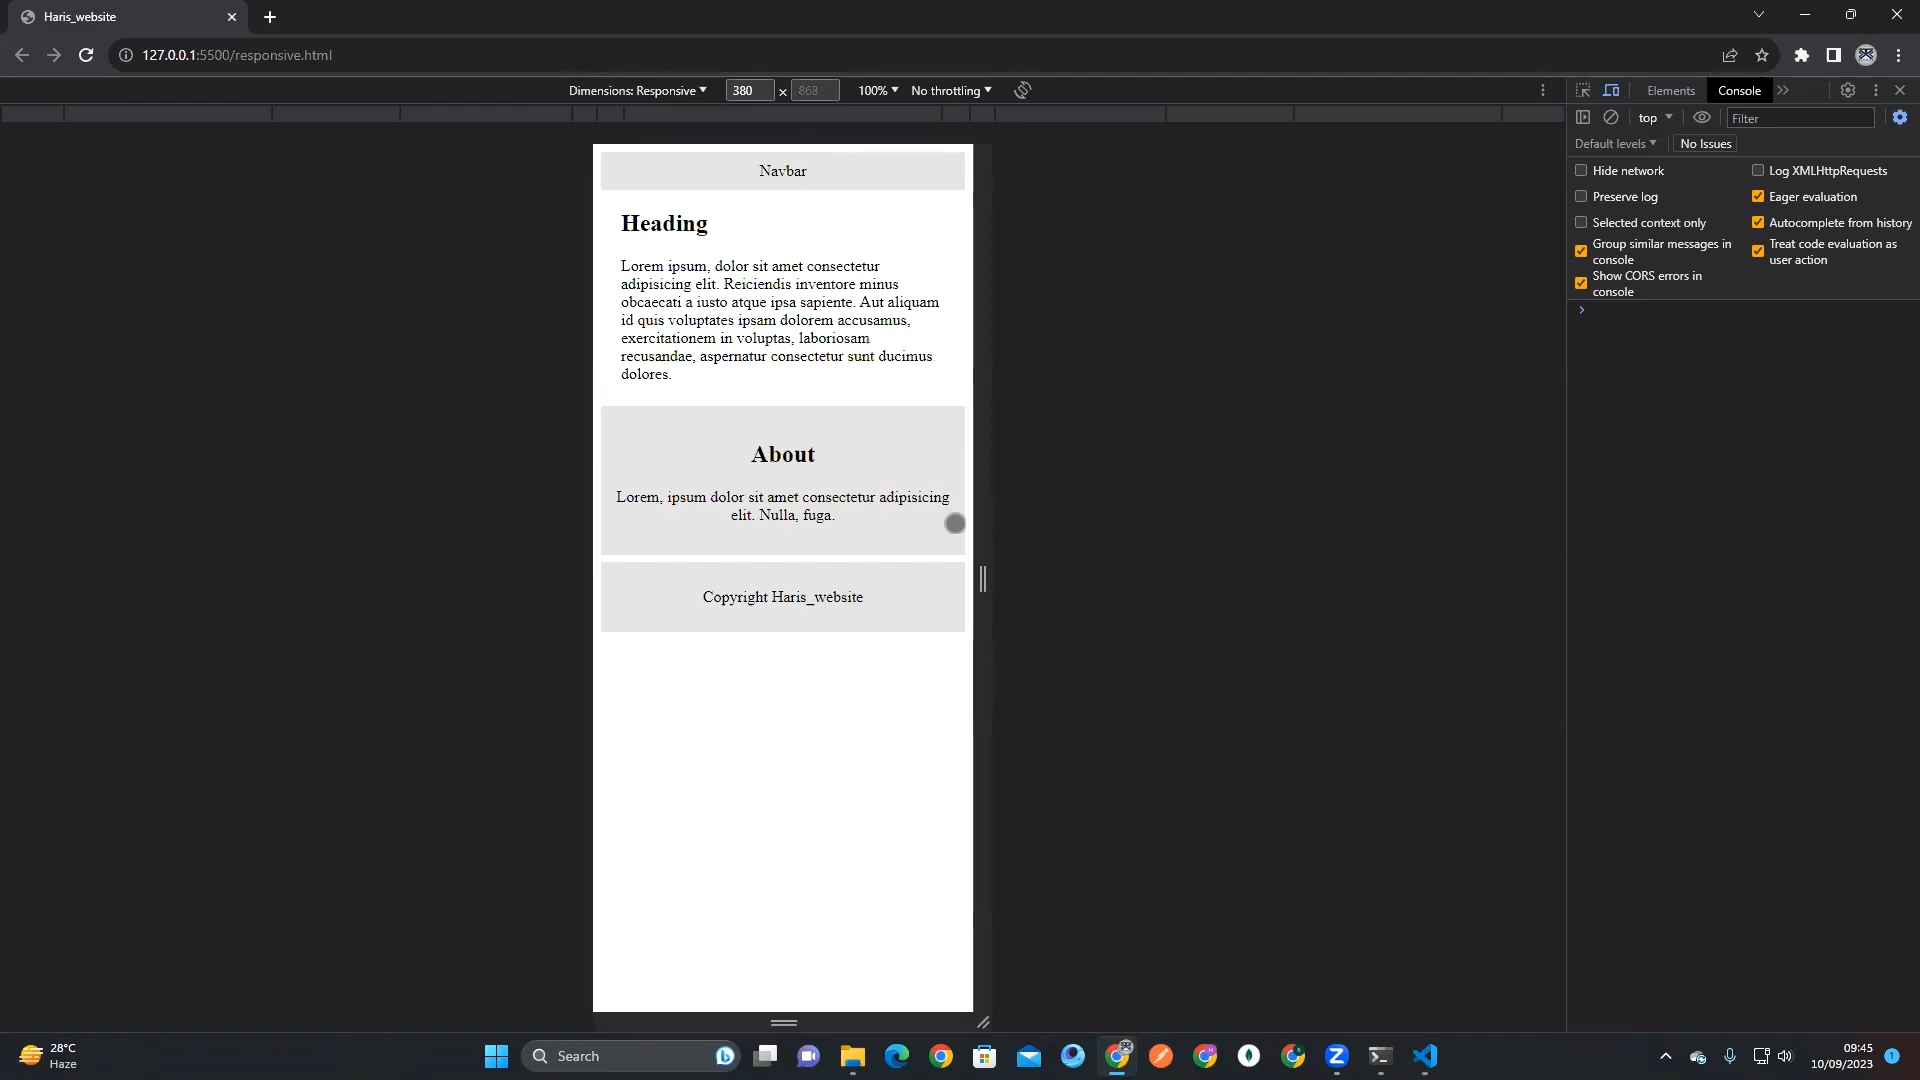 Haris_website
127.0.0.1:5500/responsive.html
Dimensions: Responsive 380 x 868 100% No throttling
Elements Console
top Filter
Default levels No Issues
Hide network Log XMLHttpRequests
Preserve log Eager evaluation
Selected context only Autocomplete from history
Group similar messages in console
Treat code evaluation as user action
Show CORS errors in console
Navbar
Heading
Lorem ipsum, dolor sit amet consectetur
adipisicing elit. Reiciendis inventore minus
obcaecati a iusto atque ipsa sapiente. Aut aliquam
id quis voluptates ipsam dolorem accusamus,
exercitationem in voluptas, laboriosam
recusandae, aspernatur consectetur sunt ducimus
dolores.
About
Lorem, ipsum dolor sit amet consectetur adipisicing
elit. Nulla, fuga.
Copyright Haris_website
28°C
Haze
Search
09:45
10/09/2023
1